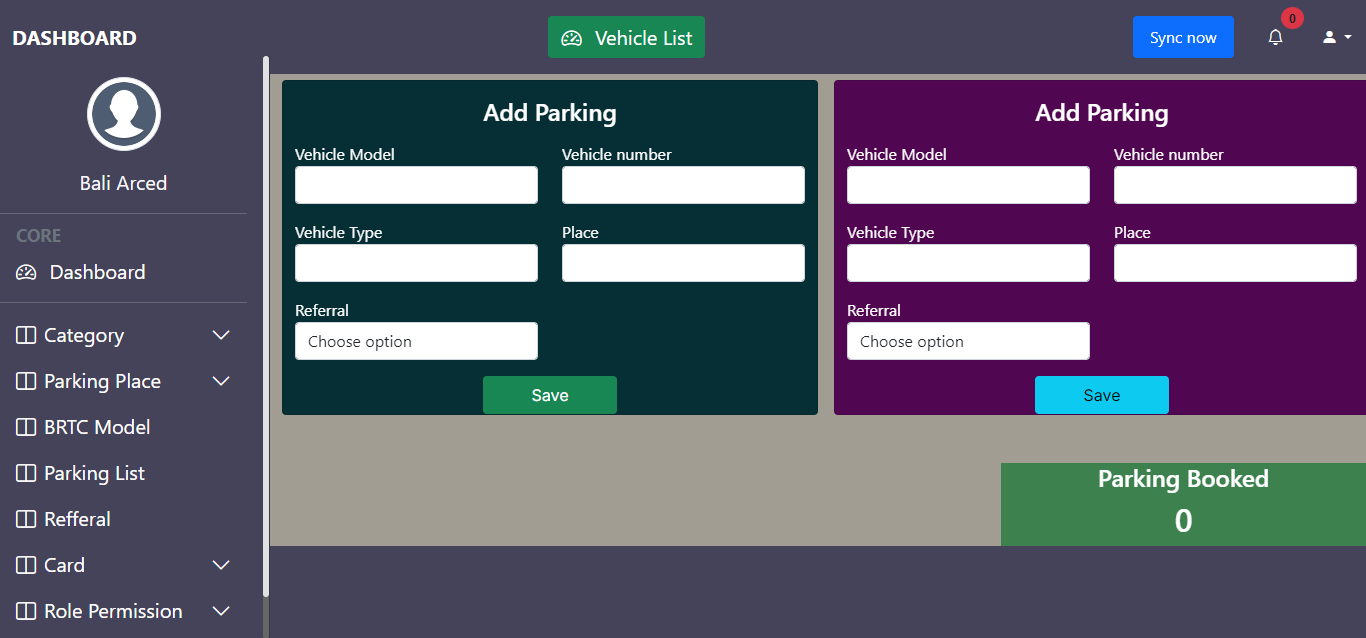 DASHBOARD
Vehicle List
Sync now
0
Bali Arced
CORE
Dashboard
Category
Parking Place
BRTC Model
Parking List
Refferal
Card
Role Permission
Add Parking
Vehicle Model
Vehicle number
Vehicle Type
Place
Referral
Choose option
Save
Add Parking
Vehicle Model
Vehicle number
Vehicle Type
Place
Referral
Choose option
Save
Parking Booked
0